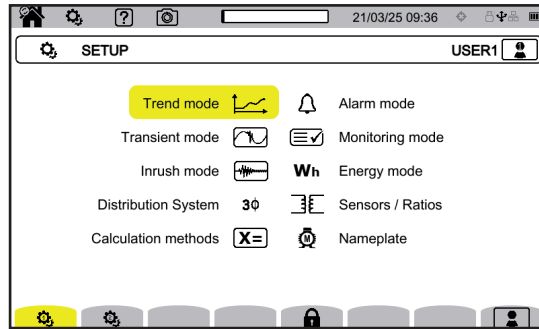 ? 21/03/25 09:36
SETUP USER1
Trend mode Alarm mode
Transient mode Monitoring mode
Inrush mode Wh Energy mode
Distribution System 3ϕ Sensors / Ratios
Calculation methods X= M Nameplate